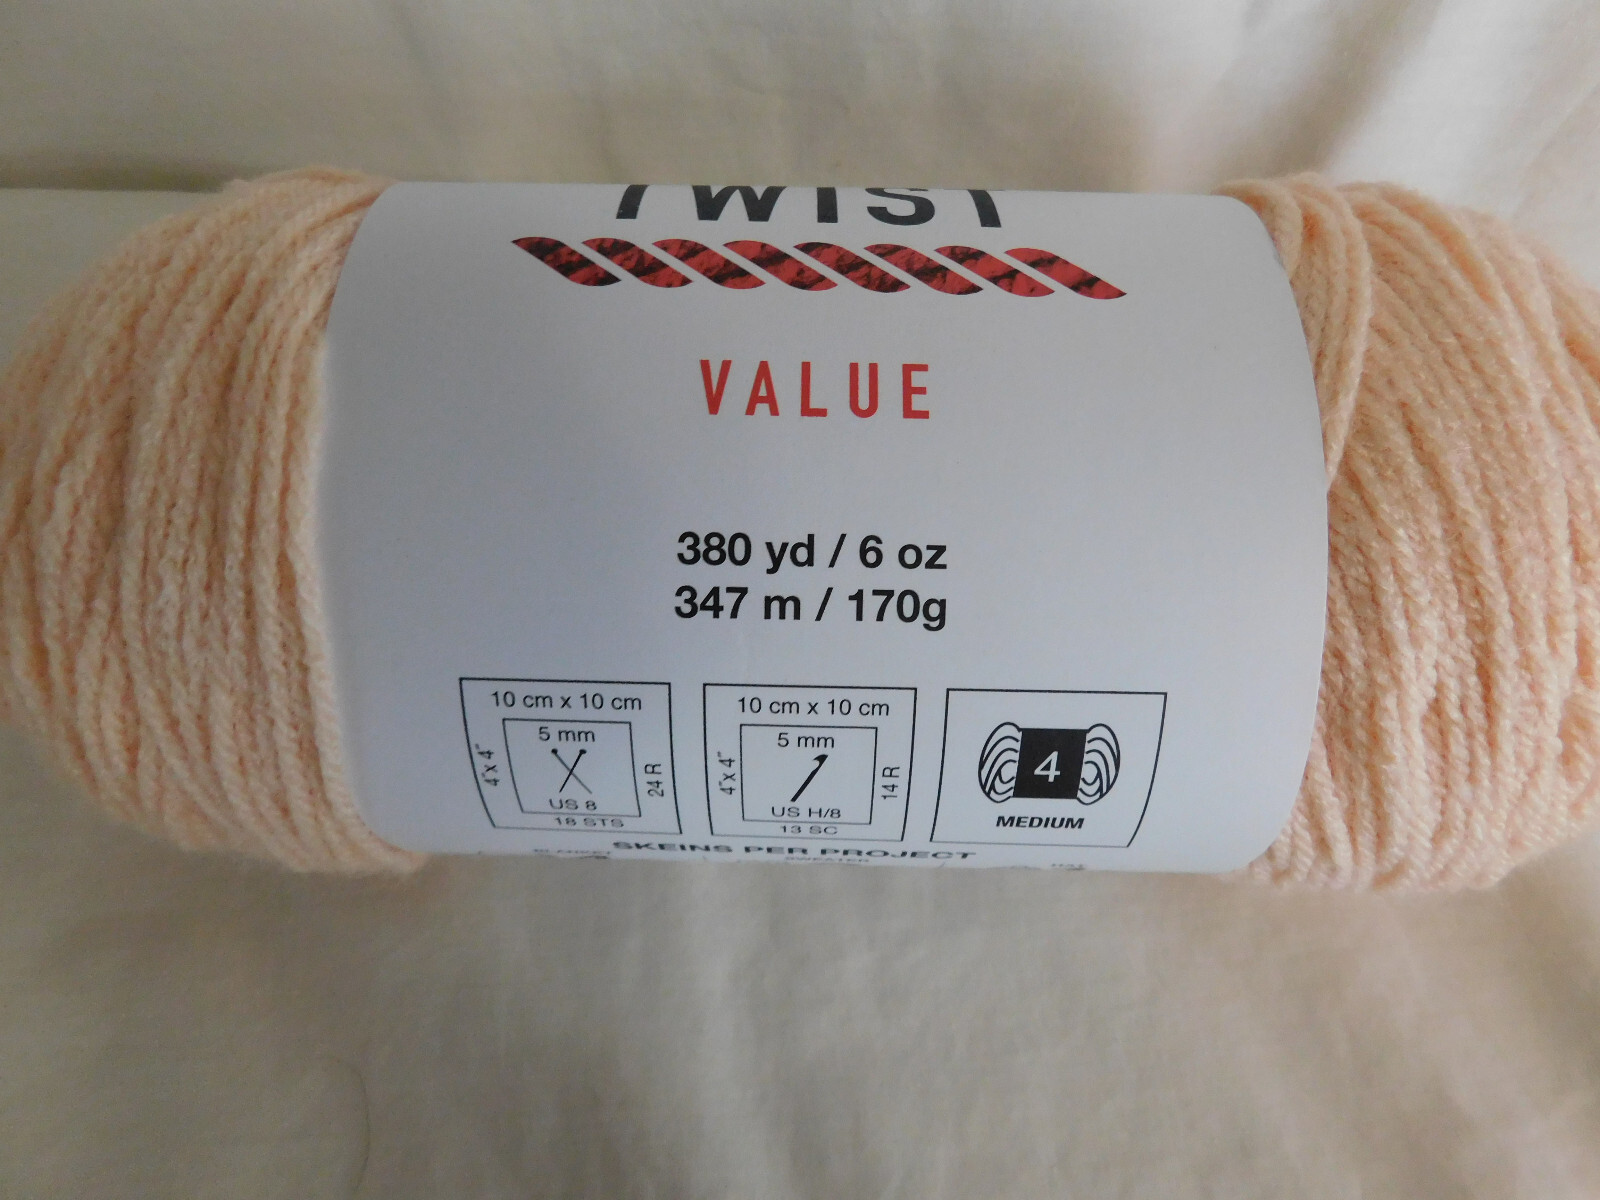 TWIST
VALUE
380 yd / 6 oz
347 m / 170g
10 cm x 10 cm
4"x 4"
5 mm
US 8
24 R
18 STS
10 cm x 10 cm
4"x 4"
5 mm
US H/8
14 R
13 SC
4
MEDIUM
SKEINS PER PROJECT
BLANKET SWEATER